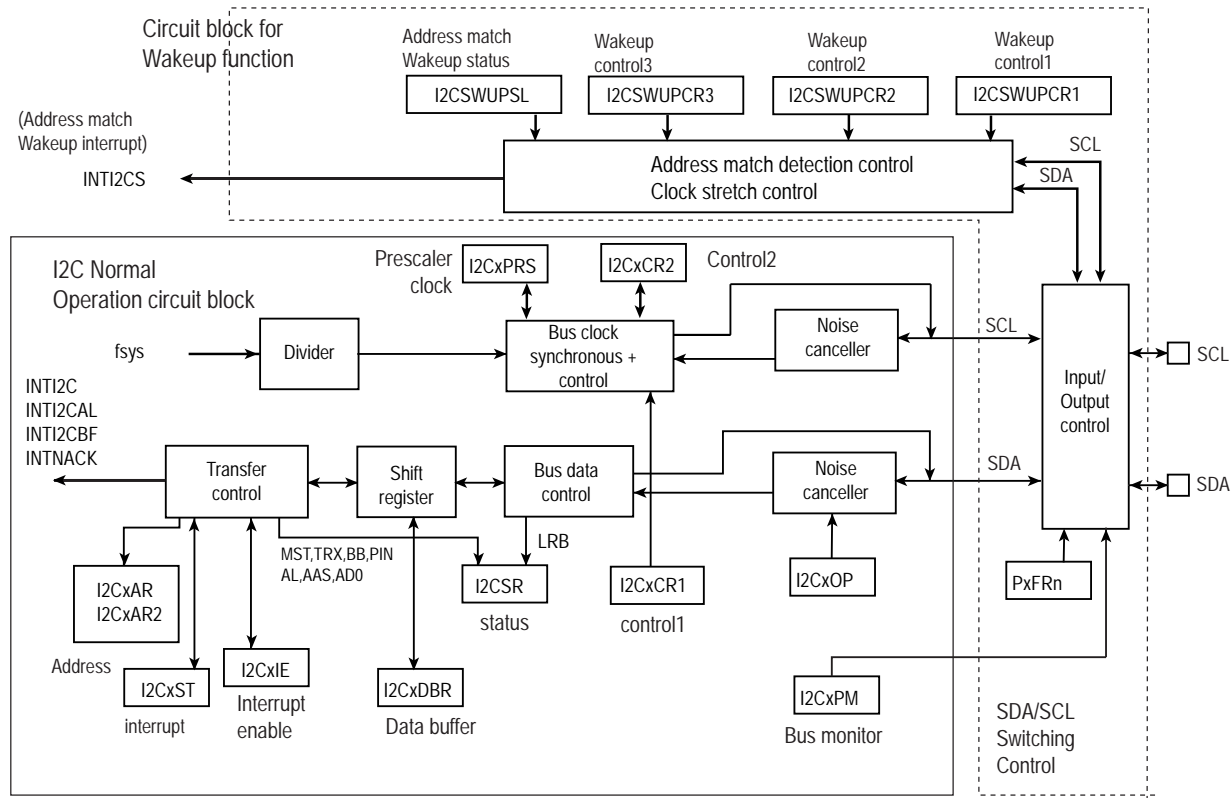 Circuit block for
Wakeup function
Address match
Wakeup status
Wakeup
control3
Wakeup
control2
Wakeup
control1
I2CSWUPSL
I2CSWUPCR3
I2CSWUPCR2
I2CSWUPCR1
(Address match
Wakeup interrupt)
INTI2CS
Address match detection control
Clock stretch control
SCL
SDA
I2C Normal
Operation circuit block
Prescaler
clock
I2CxPRS
I2CxCR2
Control2
fsys
Divider
Bus clock
synchronous +
control
Noise
canceller
SCL
Input/
Output
control
SCL
INTI2C
INTI2CAL
INTI2CBF
INTNACK
Transfer
control
Shift
register
Bus data
control
Noise
canceller
SDA
SDA
MST,TRX,BB,PIN
AL,AAS,AD0
LRB
I2CxAR
I2CxAR2
Address
I2CSR
status
I2CxCR1
control1
I2CxOP
PxFRn
I2CxST
interrupt
I2CxIE
Interrupt
enable
I2CxDBR
Data buffer
I2CxPM
Bus monitor
SDA/SCL
Switching
Control